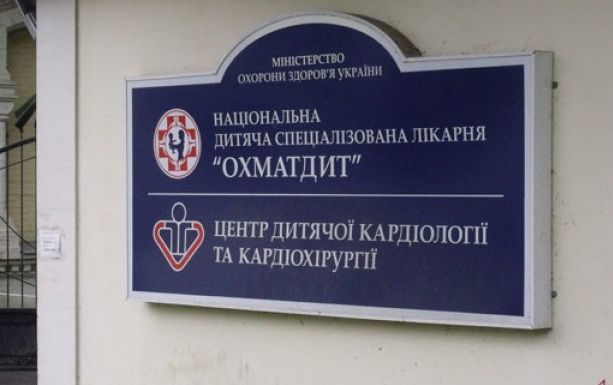 МІНІСТЕРСТВО
ОХОРОНИ ЗДОРОВ'Я УКРАЇНИ
НАЦІОНАЛЬНА
ДИТЯЧА СПЕЦІАЛІЗОВАНА ЛІКАРНЯ
"ОХМАТДИТ"
ЦЕНТР ДИТЯЧОЇ КАРДІОЛОГІЇ
ТА КАРДІОХІРУРГІЇ